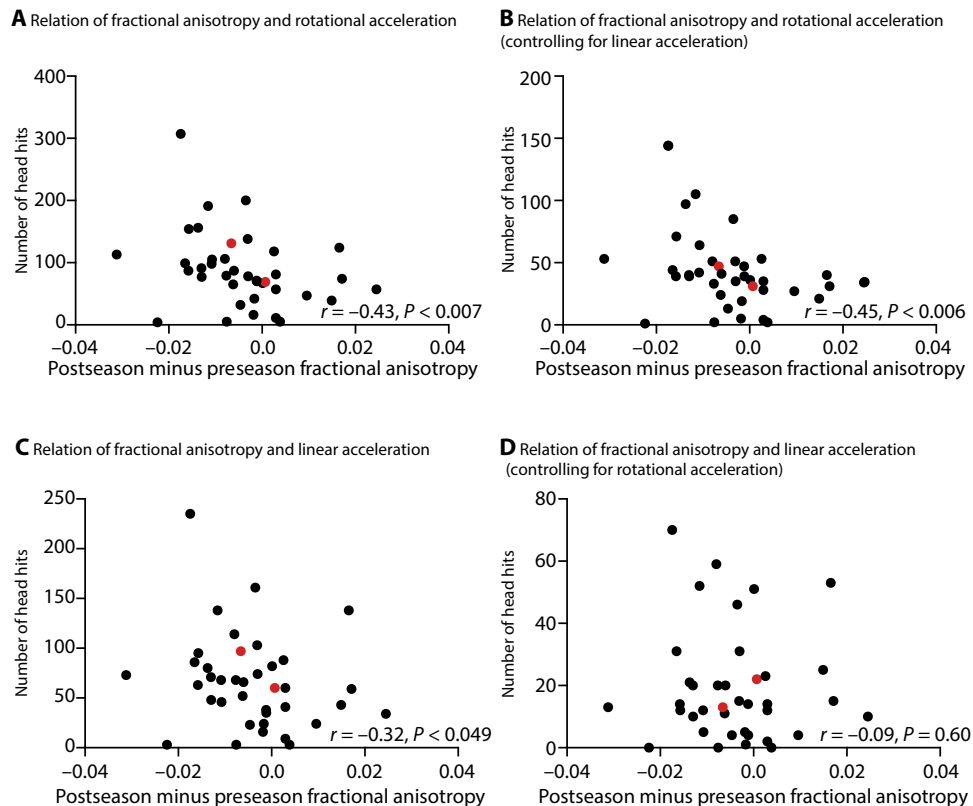 A Relation of fractional anisotropy and rotational acceleration
Number of head hits
400
300
200
100
0
−0.04
−0.02
0.0
0.02
0.04
r = −0.43, P < 0.007
Postseason minus preseason fractional anisotropy
B Relation of fractional anisotropy and rotational acceleration
(controlling for linear acceleration)
Number of head hits
200
150
100
50
0
−0.04
−0.02
0.0
0.02
0.04
r = −0.45, P < 0.006
Postseason minus preseason fractional anisotropy
C Relation of fractional anisotropy and linear acceleration
Number of head hits
250
200
150
100
50
0
−0.04
−0.02
0.0
0.02
0.04
r = −0.32, P < 0.049
Postseason minus preseason fractional anisotropy
D Relation of fractional anisotropy and linear acceleration
(controlling for rotational acceleration)
Number of head hits
80
60
40
20
0
−0.04
−0.02
0.0
0.02
0.04
r = −0.09, P = 0.60
Postseason minus preseason fractional anisotropy